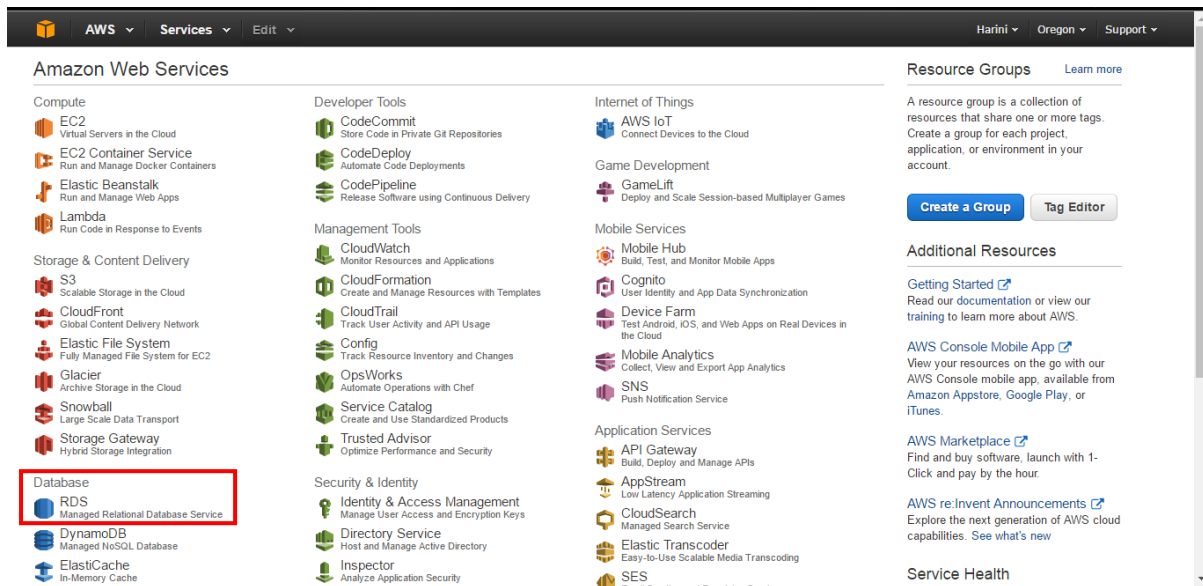 AWS Services Edit Harini Oregon Support
Amazon Web Services
Compute
EC2
Virtual Servers in the Cloud
EC2 Container Service
Run and Manage Docker Containers
Elastic Beanstalk
Run and Manage Web Apps
Lambda
Run Code in Response to Events
Storage & Content Delivery
S3
Scalable Storage in the Cloud
CloudFront
Global Content Delivery Network
Elastic File System
Fully Managed File System for EC2
Glacier
Archive Storage in the Cloud
Snowball
Large Scale Data Transport
Storage Gateway
Hybrid Storage Integration
Database
RDS
Managed Relational Database Service
DynamoDB
Managed NoSQL Database
ElastiCache
In-Memory Cache
Developer Tools
CodeCommit
Store Code in Private Git Repositories
CodeDeploy
Automate Code Deployments
CodePipeline
Release Software using Continuous Delivery
Management Tools
CloudWatch
Monitor Resources and Applications
CloudFormation
Create and Manage Resources with Templates
CloudTrail
Track User Activity and API Usage
Config
Track Resource Inventory and Changes
OpsWorks
Automate Operations with Chef
Service Catalog
Create and Use Standardized Products
Trusted Advisor
Optimize Performance and Security
Security & Identity
Identity & Access Management
Manage User Access and Encryption Keys
Directory Service
Host and Manage Active Directory
Inspector
Analyze Application Security
Internet of Things
AWS IoT
Connect Devices to the Cloud
Game Development
GameLift
Deploy and Scale Session-based Multiplayer Games
Mobile Services
Mobile Hub
Build, Test, and Monitor Mobile Apps
Cognito
User Identity and App Data Synchronization
Device Farm
Test Android, iOS, and Web Apps on Real Devices in
the Cloud
Mobile Analytics
Collect, View and Export App Analytics
SNS
Push Notification Service
Application Services
API Gateway
Build, Deploy and Manage APIs
AppStream
Low Latency Application Streaming
CloudSearch
Managed Search Service
Elastic Transcoder
Easy-to-Use Scalable Media Transcoding
SES
Resource Groups Learn more
A resource group is a collection of
resources that share one or more tags.
Create a group for each project,
application, or environment in your
account.
Create a Group Tag Editor
Additional Resources
Getting Started
Read our documentation or view our
training to learn more about AWS.
AWS Console Mobile App
View your resources on the go with our
AWS Console mobile app, available from
Amazon Appstore, Google Play, or
iTunes.
AWS Marketplace
Find and buy software, launch with 1-
Click and pay by the hour.
AWS re:Invent Announcements
Explore the next generation of AWS cloud
capabilities. See what's new
Service Health